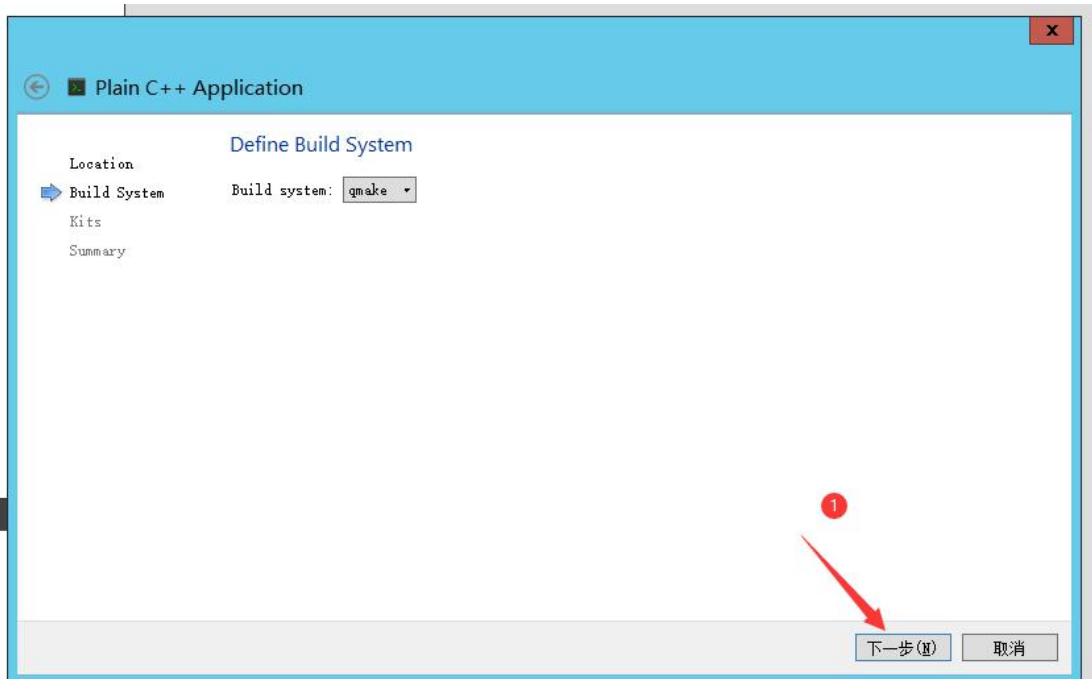 x
Plain C++ Application
Define Build System
Location
Build System
Build system: qmake
Kits
Summary
1
下一步(N) 取消